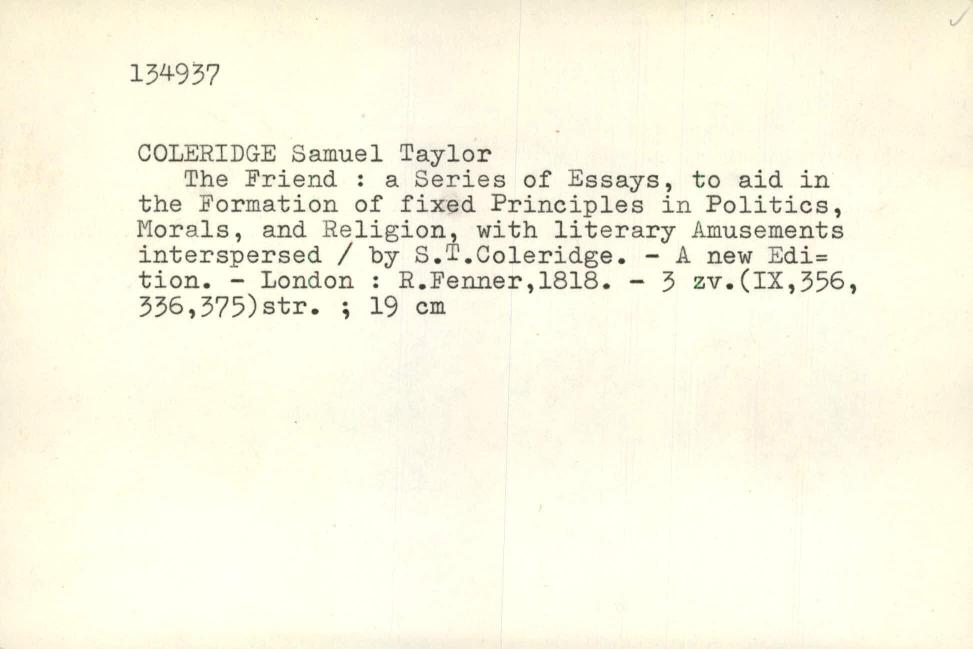 134937
COLERIDGE Samuel Taylor
The Friend : a Series of Essays, to aid in
the Formation of fixed Principles in Politics,
Morals, and Religion, with literary Amusements
interspersed / by S.T.Coleridge. - A new Edi=
tion. - London : R.Fenner,1818. - 3 zv.(IX,356,
336,375)str. ; 19 cm